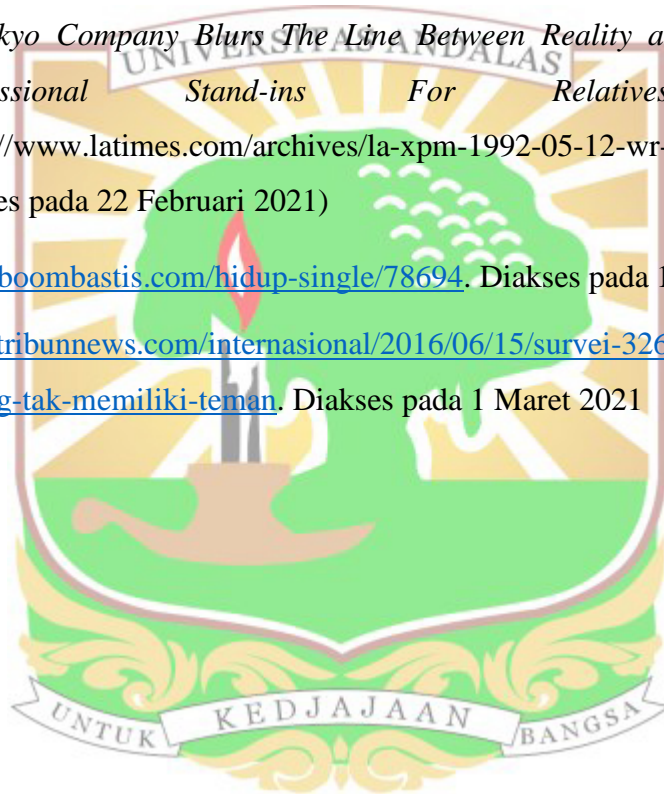 kyo Company Blurs The Line Between Reality a
UNIVERSITAS ANDALAS
ssional Stand-ins For Relatives
//www.latimes.com/archives/la-xpm-1992-05-12-wr-
es pada 22 Februari 2021)
boombastis.com/hidup-single/78694. Diakses pada 1
tribunnews.com/internasional/2016/06/15/survei-326
g-tak-memiliki-teman. Diakses pada 1 Maret 2021
UNTUK KEDJAJAAN BANGSA